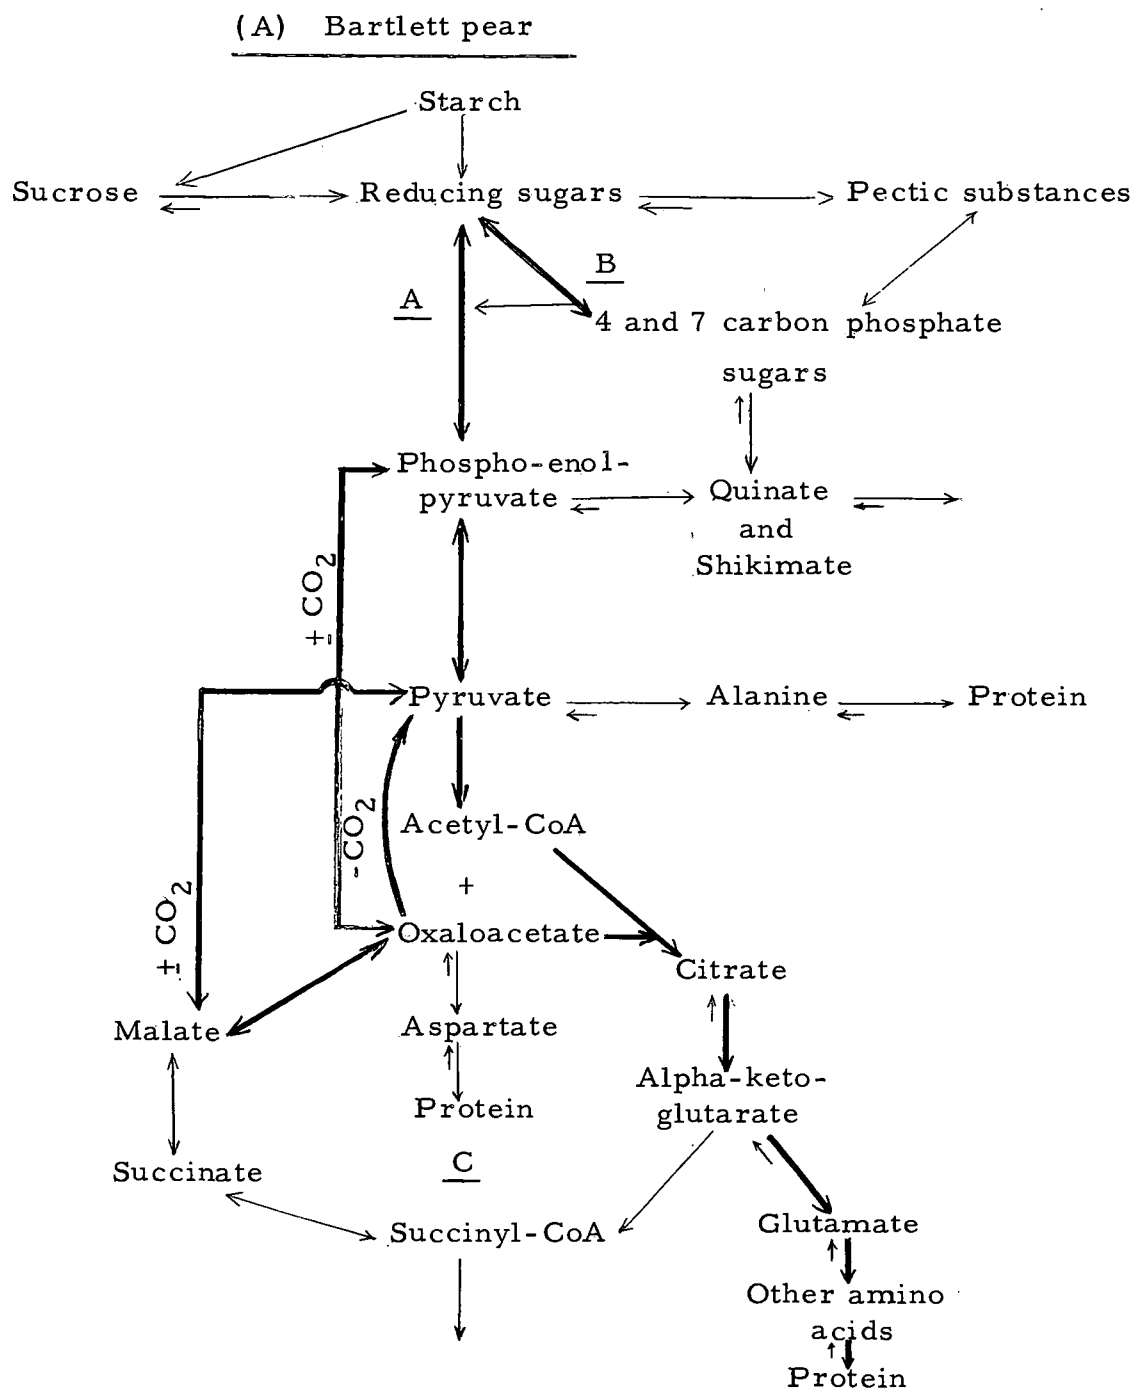 (A) Bartlett pear
Starch
Sucrose
Reducing sugars
Pectic substances
B
A
4 and 7 carbon phosphate
sugars
Phospho-enol-
pyruvate
Quinate
and
Shikimate
± CO2
Pyruvate
Alanine
Protein
-CO2
Acetyl-CoA
+
± CO2
Oxaloacetate
Citrate
Malate
Aspartate
Alpha-keto-
glutarate
Protein
C
Succinate
Succinyl-CoA
Glutamate
Other amino
acids
Protein